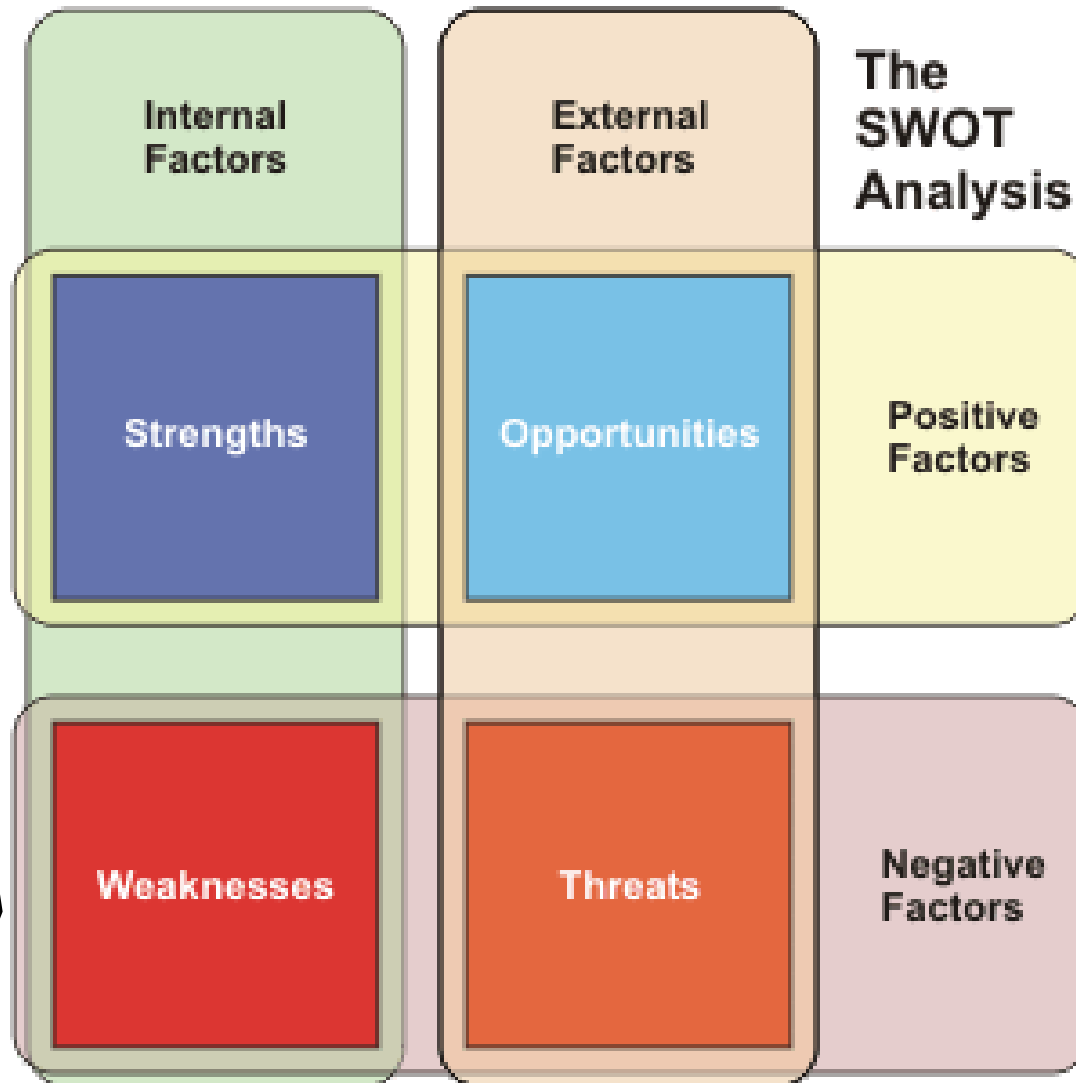 Internal
Factors
External
Factors
The
SWOT
Analysis
Strengths
Opportunities
Positive
Factors
Weaknesses
Threats
Negative
Factors